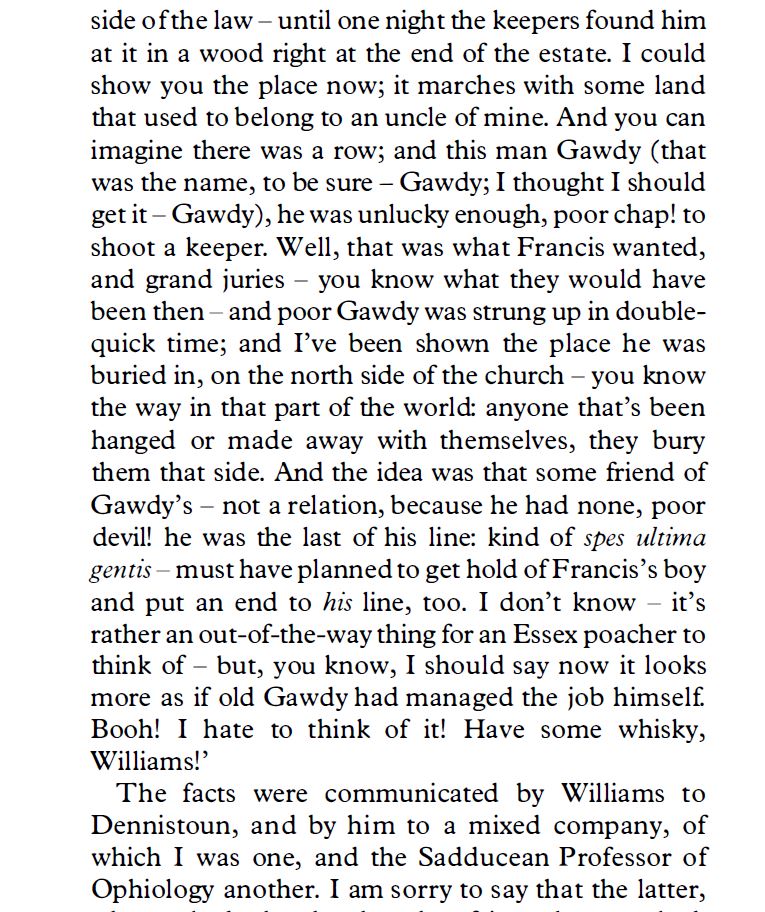 side of the law – until one night the keepers found him
at it in a wood right at the end of the estate. I could
show you the place now; it marches with some land
that used to belong to an uncle of mine. And you can
imagine there was a row; and this man Gawdy (that
was the name, to be sure – Gawdy; I thought I should
get it – Gawdy), he was unlucky enough, poor chap! to
shoot a keeper. Well, that was what Francis wanted,
and grand juries – you know what they would have
been then – and poor Gawdy was strung up in double-
quick time; and I’ve been shown the place he was
buried in, on the north side of the church – you know
the way in that part of the world: anyone that’s been
hanged or made away with themselves, they bury
them that side. And the idea was that some friend of
Gawdy’s – not a relation, because he had none, poor
devil! he was the last of his line: kind of spes ultima
gentis – must have planned to get hold of Francis’s boy
and put an end to his line, too. I don’t know – it’s
rather an out-of-the-way thing for an Essex poacher to
think of – but, you know, I should say now it looks
more as if old Gawdy had managed the job himself.
Booh! I hate to think of it! Have some whisky,
Williams!’
The facts were communicated by Williams to
Dennistoun, and by him to a mixed company, of
which I was one, and the Sadducean Professor of
Ophiology another. I am sorry to say that the latter,